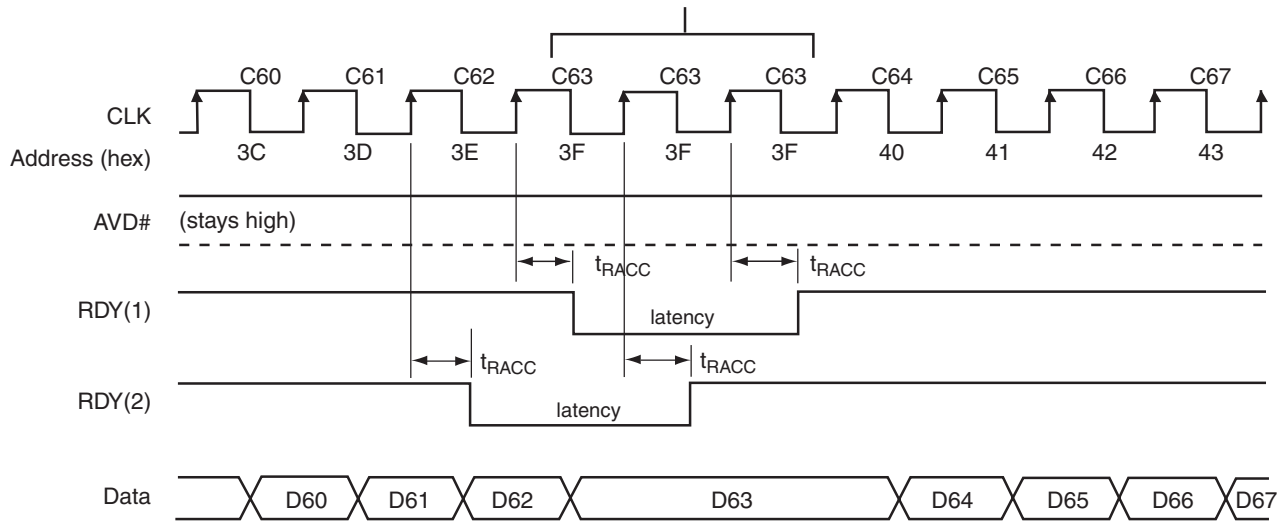 C60 C61 C62 C63 C63 C63 C64 C65 C66 C67
CLK
Address (hex) 3C 3D 3E 3F 3F 3F 40 41 42 43
AVD# (stays high)
tRACC tRACC
RDY(1) latency
tRACC tRACC
RDY(2) latency
Data D60 D61 D62 D63 D64 D65 D66 D67